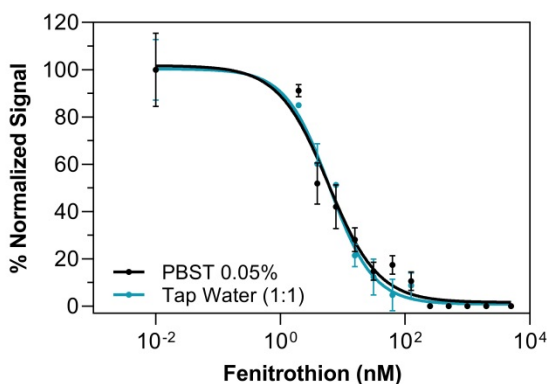 120
100
80
60
40
20
0
% Normalized Signal
PBST 0.05%
Tap Water (1:1)
10⁻² 10⁰ 10² 10⁴
Fenitrothion (nM)